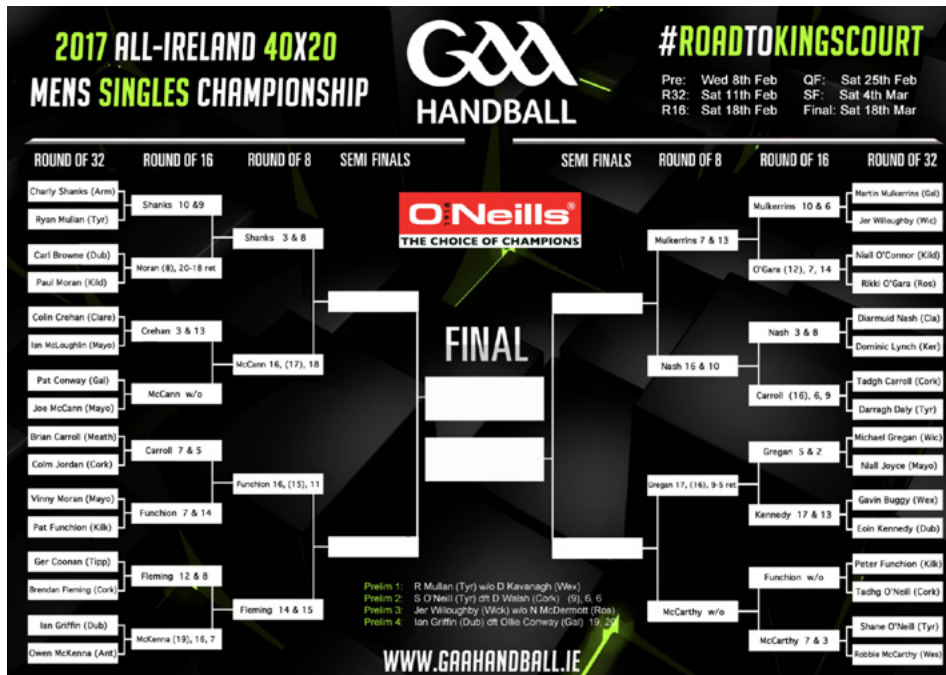 2017 ALL-IRELAND 40X20
MENS SINGLES CHAMPIONSHIP
GAA
HANDBALL
#ROADTOKINGSCOURT
Pre: Wed 8th Feb QF: Sat 25th Feb
R32: Sat 11th Feb SF: Sat 4th Mar
R16: Sat 18th Feb Final: Sat 18th Mar
ROUND OF 32 ROUND OF 16 ROUND OF 8 SEMI FINALS SEMI FINALS ROUND OF 8 ROUND OF 16 ROUND OF 32
Charly Shanks (Arm)
Ryan Mullan (Tyr)
Carl Browne (Dub)
Paul Moran (Kild)
Colin Crehan (Clare)
Ian McLoughlin (Mayo)
Pat Conway (Gal)
Joe McCann (Mayo)
Brian Carroll (Meath)
Colm Jordan (Cork)
Vinny Moran (Mayo)
Pat Funchion (Kilk)
Ger Coonan (Tipp)
Brendan Fleming (Cork)
Ian Griffin (Dub)
Owen McKenna (Ant)
Shanks 10 &9
Moran (8), 20-18 ret
Crehan 3 & 13
McCann w/o
Carroll 7 & 5
Funchion 7 & 14
Fleming 12 & 8
McKenna (19), 16, 7
Shanks 3 & 8
McCann 16, (17), 18
Funchion 16, (15), 11
Fleming 14 & 15
O'Neills®
1918
THE CHOICE OF CHAMPIONS
FINAL
Mulkerrins 7 & 13
Nash 16 & 10
Gregan 17, (16), 9-5 ret
McCarthy w/o
Mulkerrins 10 & 6
O'Gara (12), 7, 14
Nash 3 & 8
Carroll (16), 6, 9
Gregan 5 & 2
Kennedy 17 & 13
Funchion w/o
McCarthy 7 & 3
Martin Mulkerrins (Gal)
Jer Willoughby (Wic)
Niall O'Connor (Kild)
Rikki O'Gara (Ros)
Diarmuid Nash (Cla)
Dominic Lynch (Ker)
Tadgh Carroll (Cork)
Darragh Daly (Tyr)
Michael Gregan (Wic)
Niall Joyce (Mayo)
Gavin Buggy (Wex)
Eoin Kennedy (Dub)
Peter Funchion (Kilk)
Tadhg O'Neill (Cork)
Shane O'Neill (Tyr)
Robbie McCarthy (Wes)
Prelim 1: R Mullan (Tyr) w/o D Kavanagh (Wex)
Prelim 2: S O'Neill (Tyr) dft D Walsh (Cork) (9), 6, 6
Prelim 3: Jer Willoughby (Wick) w/o N McDermott (Ros)
Prelim 4: Ian Griffin (Dub) dft Ollie Conway (Gal) 19, 20
WWW.GAAHANDBALL.IE